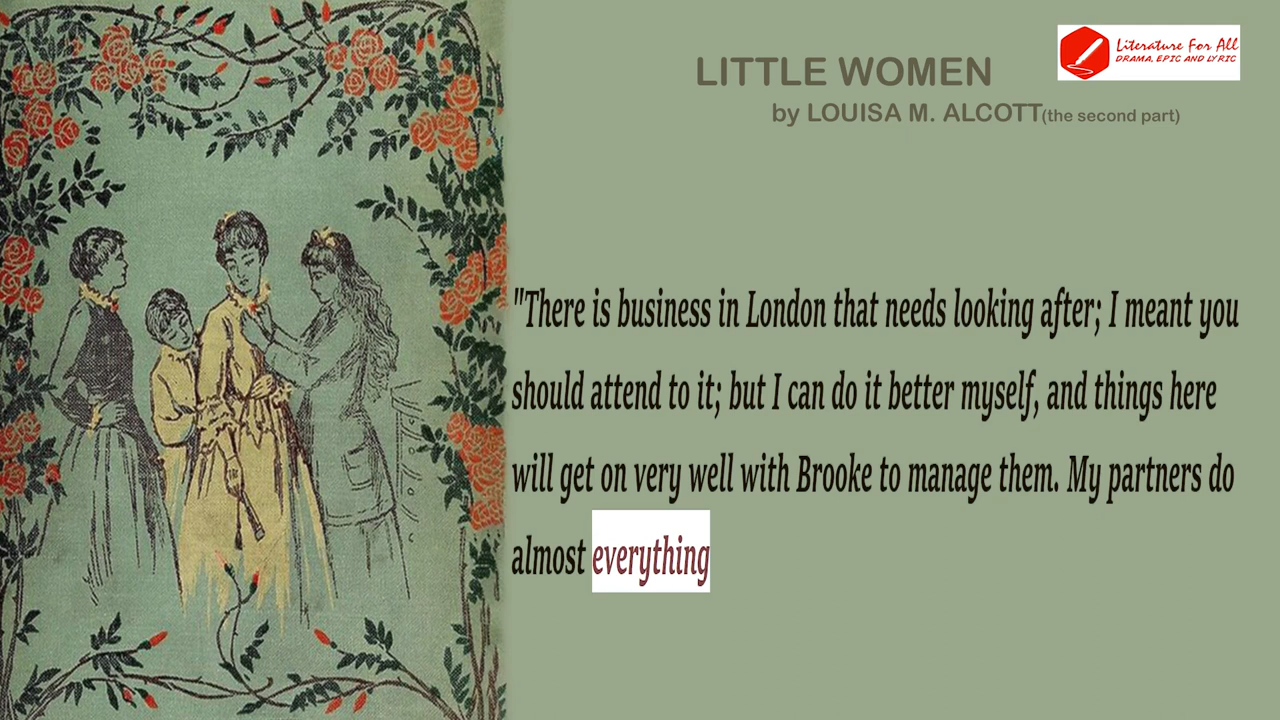 LITTLE WOMEN
Literature For All
DRAMA, EPIC AND LYRIC
by LOUISA M. ALCOTT(the second part)
"There is business in London that needs looking after; I meant you
should attend to it; but I can do it better myself, and things here
will get on very well with Brooke to manage them. My partners do
almost everything